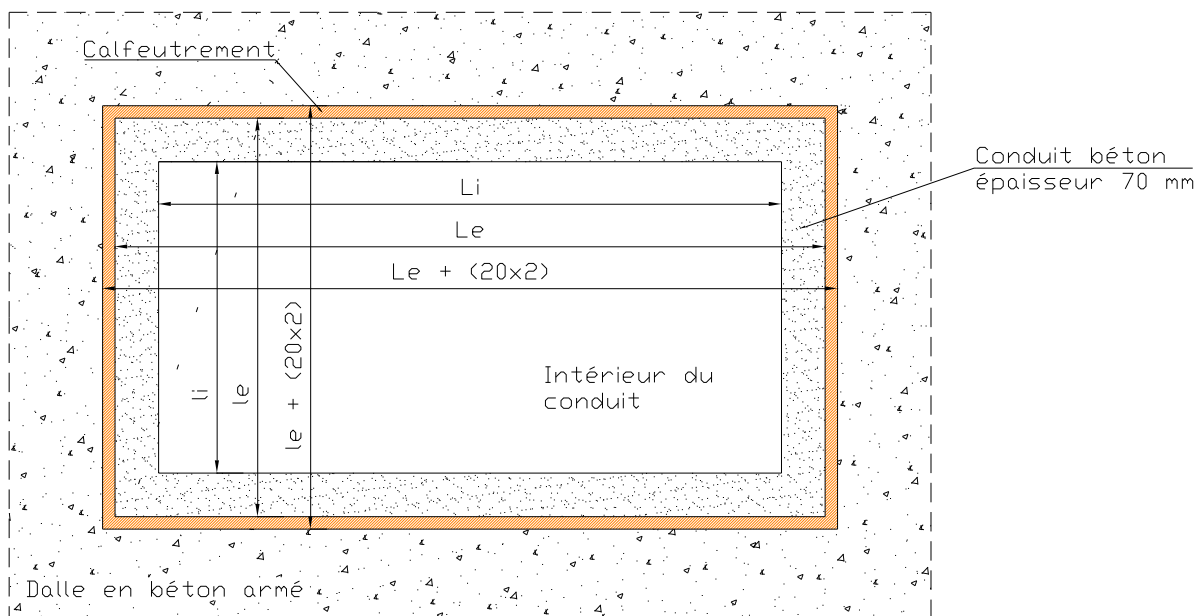 Calfeutrement
Conduit béton
épaisseur 70 mm
Li
Le
Le + (20x2)
li
le
le + (20x2)
Intérieur du
conduit
Dalle en béton armé